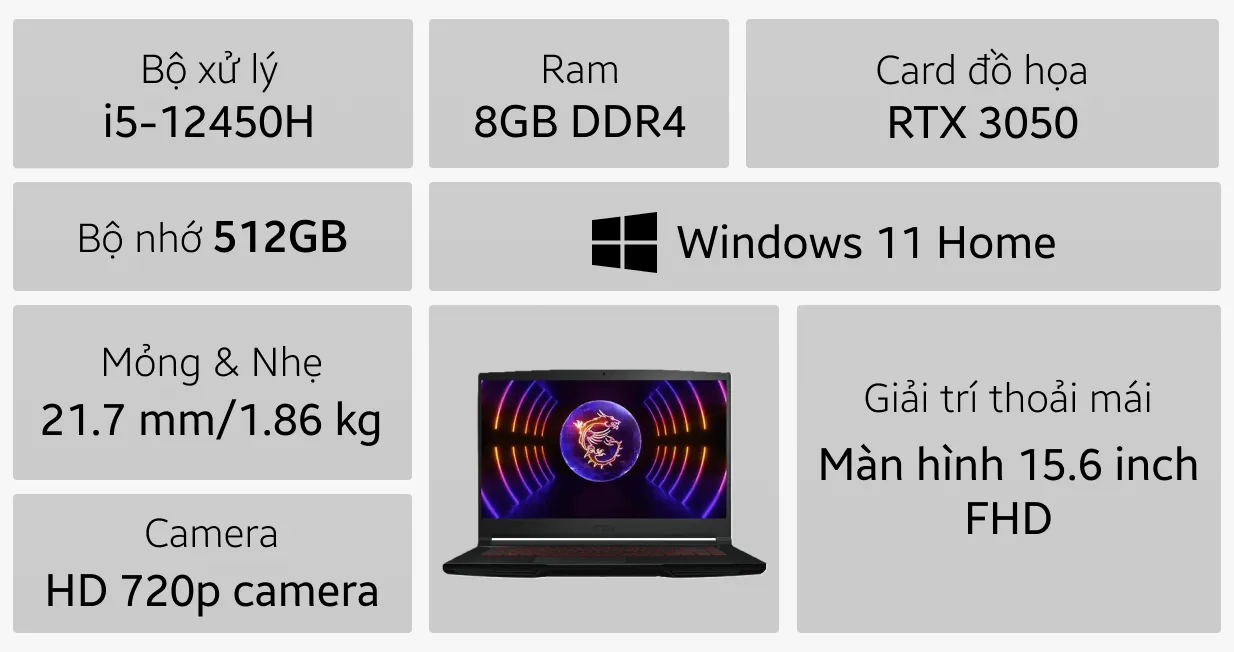 Bộ xử lý
i5-12450H
Ram
8GB DDR4
Card đồ họa
RTX 3050
Bộ nhớ 512GB
Windows 11 Home
Mỏng & Nhẹ
21.7 mm/1.86 kg
Giải trí thoải mái
Màn hình 15.6 inch
FHD
Camera
HD 720p camera